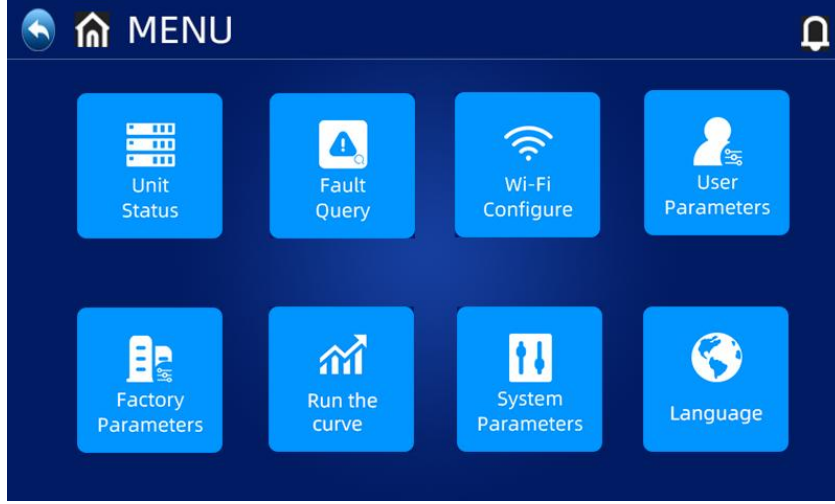 MENU
Unit
Status
Fault
Query
Wi-Fi
Configure
User
Parameters
Factory
Parameters
Run the
curve
System
Parameters
Language